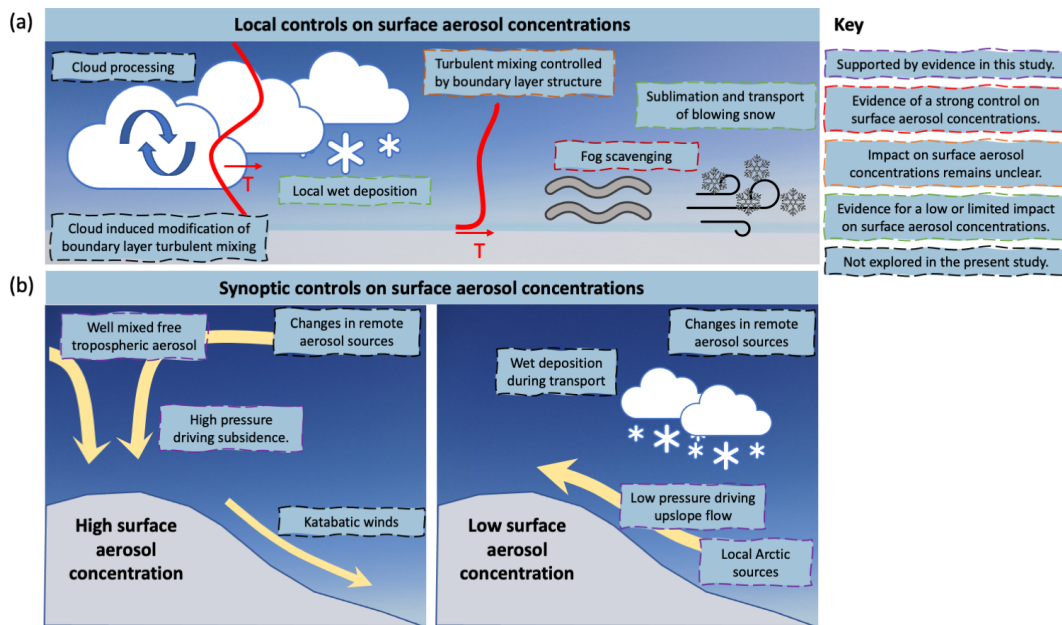 (a)
Local controls on surface aerosol concentrations
Cloud processing
Turbulent mixing controlled
by boundary layer structure
Sublimation and transport
of blowing snow
Fog scavenging
T
Local wet deposition
Cloud induced modification of
boundary layer turbulent mixing
T
Key
Supported by evidence in this study.
Evidence of a strong control on
surface aerosol concentrations.
Impact on surface aerosol
concentrations remains unclear.
Evidence for a low or limited impact
on surface aerosol concentrations.
Not explored in the present study.
(b)
Synoptic controls on surface aerosol concentrations
Well mixed free
tropospheric aerosol
Changes in remote
aerosol sources
High pressure
driving subsidence.
Katabatic winds
High surface
aerosol
concentration
Changes in remote
aerosol sources
Wet deposition
during transport
Low pressure driving
upslope flow
Local Arctic
sources
Low surface
aerosol
concentration